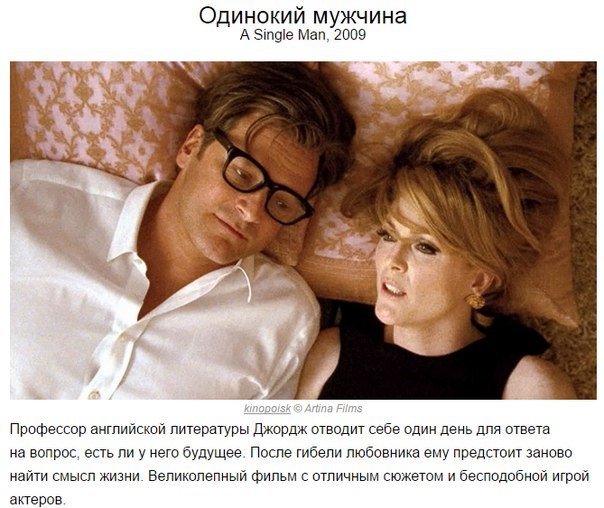 Одинокий мужчина
A Single Man, 2009
kinopoisk © Artina Films
Профессор английской литературы Джордж отводит себе один день для ответа
на вопрос, есть ли у него будущее. После гибели любовника ему предстоит заново
найти смысл жизни. Великолепный фильм с отличным сюжетом и бесподобной игрой
актеров.